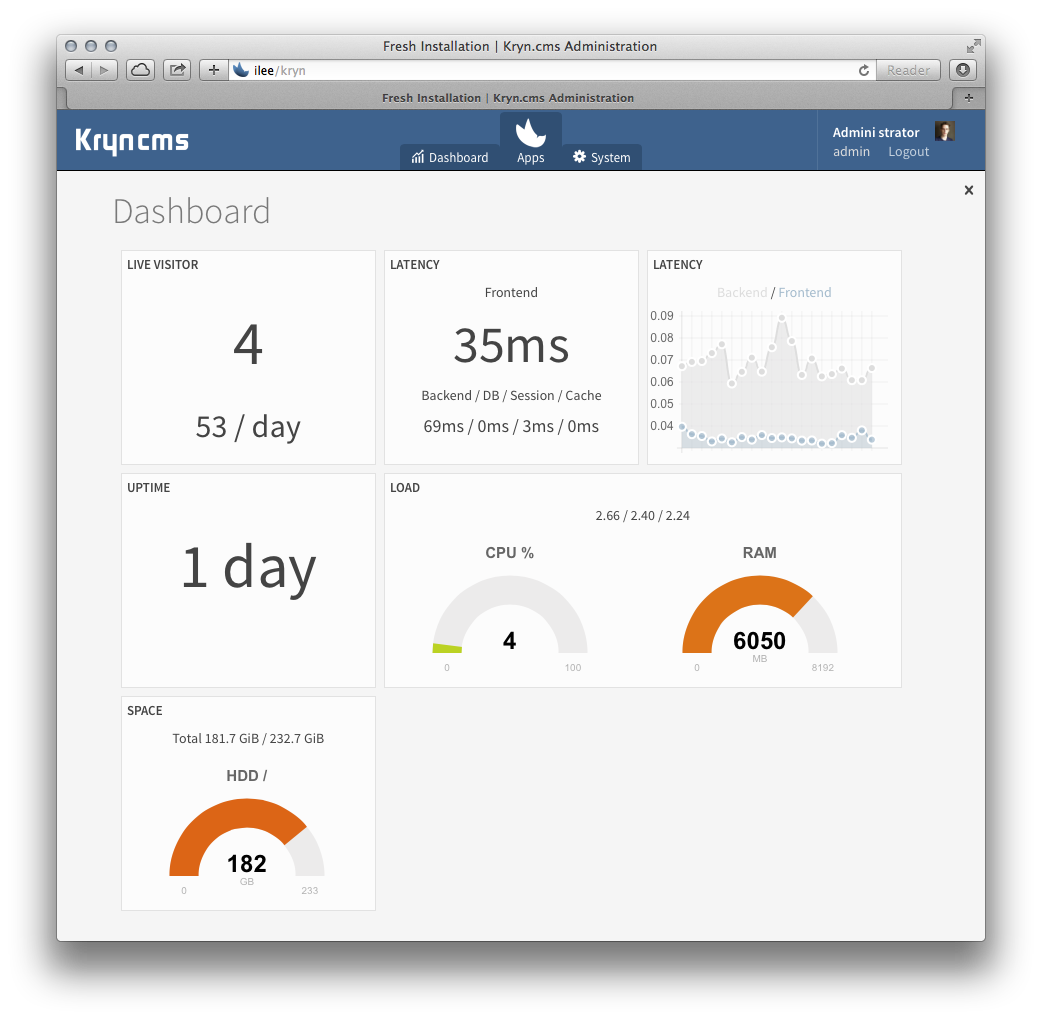 Fresh Installation | Kryn.cms Administration
ilee/kryn
Reader
Fresh Installation | Kryn.cms Administration
Kryncms
Dashboard
Apps
System
Admini strator
admin Logout
Dashboard
LIVE VISITOR
4
53 / day
LATENCY
Frontend
35ms
Backend / DB / Session / Cache
69ms / 0ms / 3ms / 0ms
LATENCY
Backend / Frontend
0.09
0.08
0.07
0.06
0.05
0.04
UPTIME
1 day
LOAD
2.66 / 2.40 / 2.24
CPU %
4
0 100
RAM
6050
MB
0 8192
SPACE
Total 181.7 GiB / 232.7 GiB
HDD /
182
GB
0 233